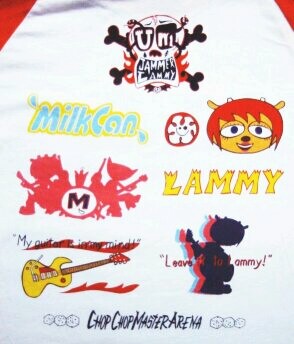 UM
JAMMER
LAMMY
MilkCan
M
LAMMY
"My guitar is in my mind!"
"Leave it to Lammy!"
CHOP CHOP MASTER ARENA